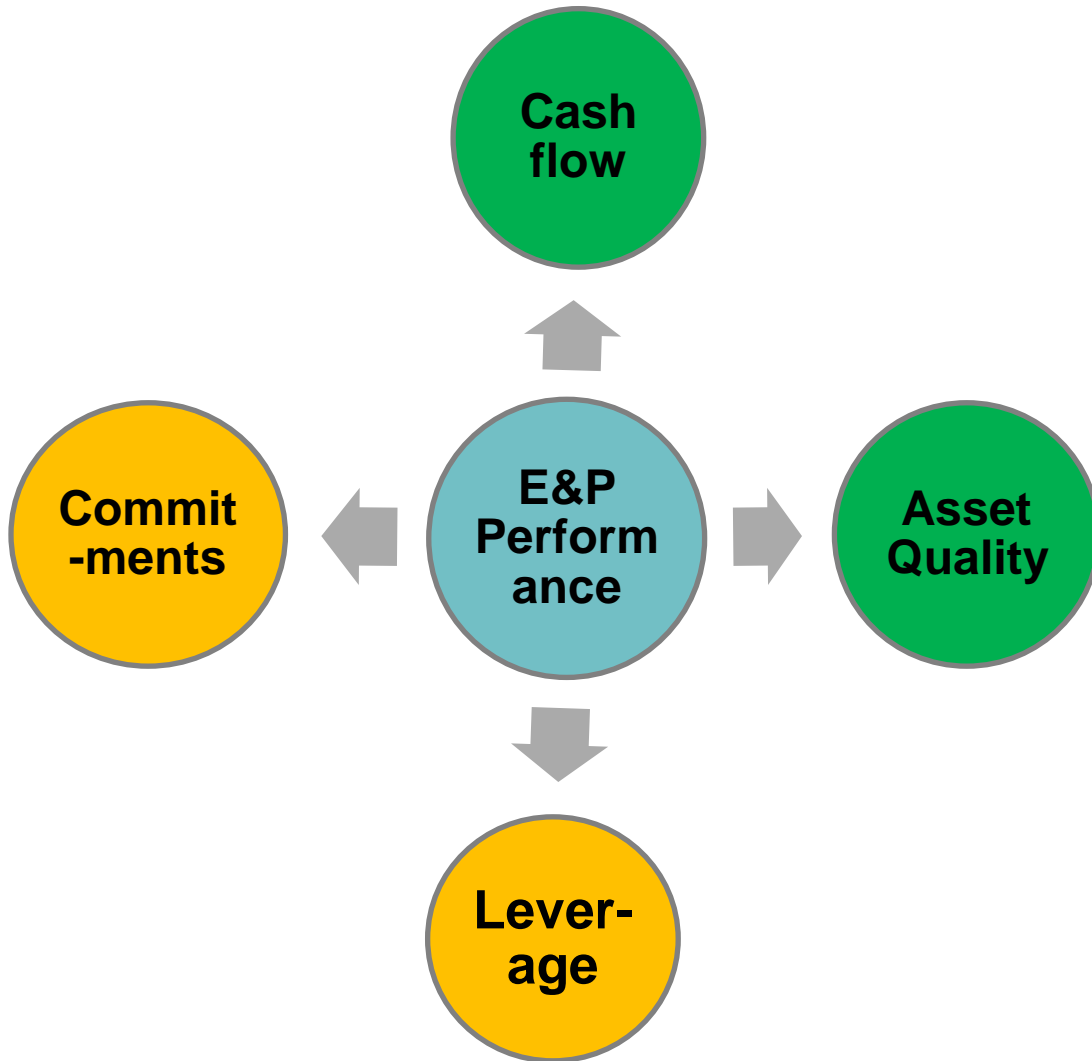 Cash
flow
Commit
-ments
E&P
Perform
ance
Asset
Quality
Lever-
age